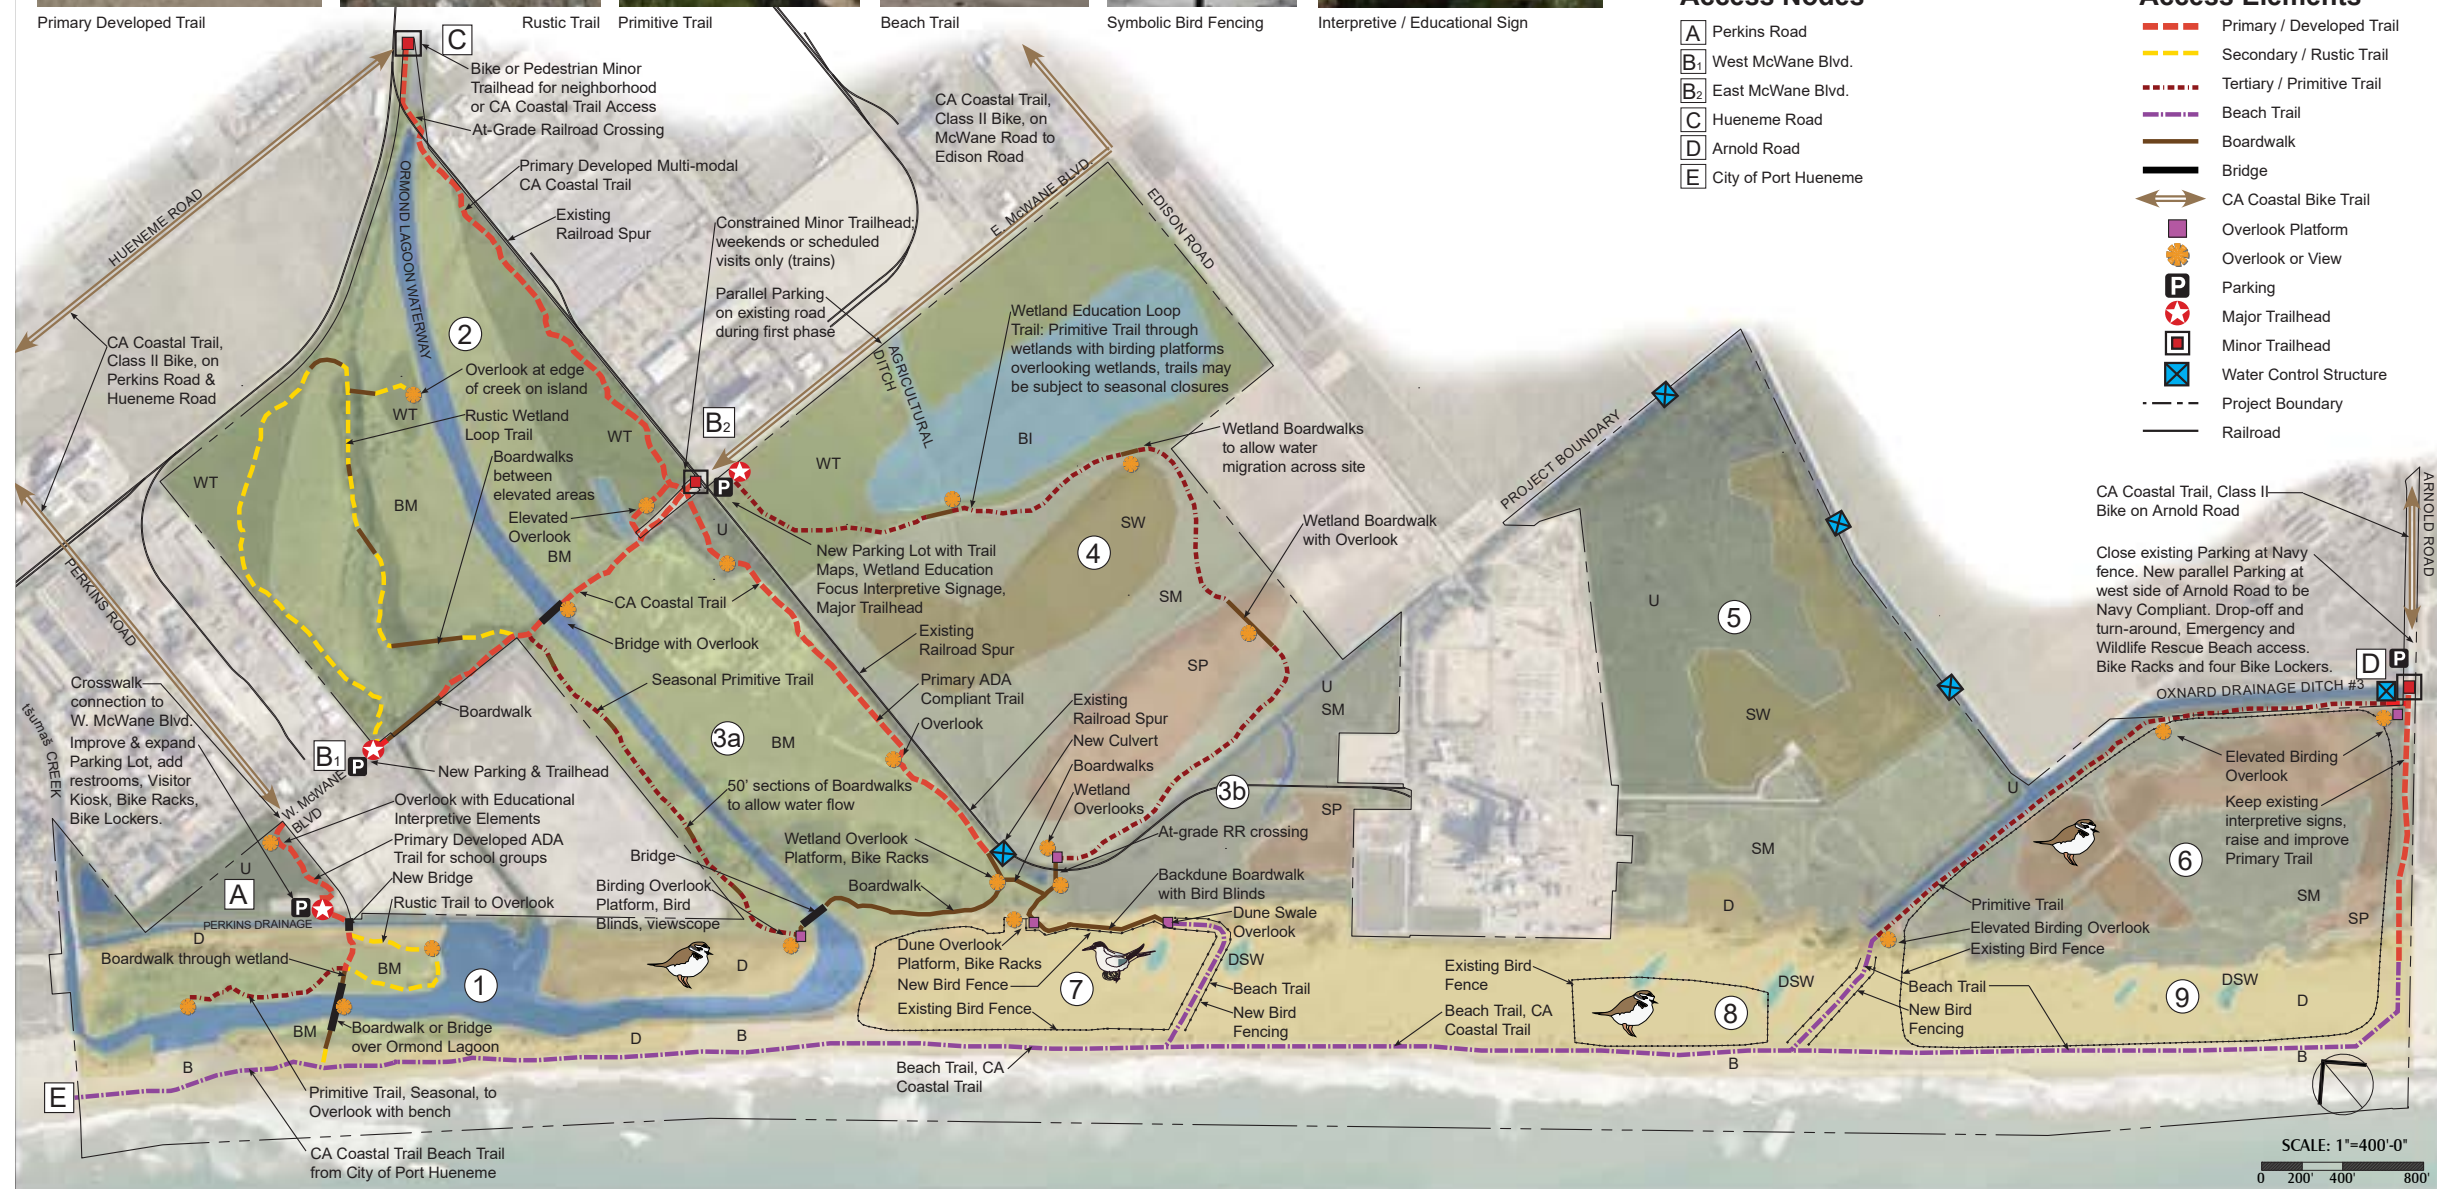 Primary Developed Trail
Rustic Trail
Primitive Trail
Beach Trail
Symbolic Bird Fencing
Interpretive / Educational Sign
Access Nodes
A Perkins Road
B1 West McWane Blvd.
B2 East McWane Blvd.
C Hueneme Road
D Arnold Road
E City of Port Hueneme
Access Elements
Primary / Developed Trail
Secondary / Rustic Trail
Tertiary / Primitive Trail
Beach Trail
Boardwalk
Bridge
CA Coastal Bike Trail
Overlook Platform
Overlook or View
P Parking
Major Trailhead
Minor Trailhead
Water Control Structure
Project Boundary
Railroad
C
Bike or Pedestrian Minor
Trailhead for neighborhood
or CA Coastal Trail Access
At-Grade Railroad Crossing
Primary Developed Multi-modal
CA Coastal Trail
Existing
Railroad Spur
HUENEME ROAD
ORMOND LAGOON WATERWAY
CA Coastal Trail,
Class II Bike, on
McWane Road to
Edison Road
E. McWANE BLVD.
EDISON ROAD
Constrained Minor Trailhead;
weekends or scheduled
visits only (trains)
Parallel Parking
on existing road
during first phase
AGRICULTURAL
DITCH
Wetland Education Loop
Trail: Primitive Trail through
wetlands with birding platforms
overlooking wetlands, trails may
be subject to seasonal closures
CA Coastal Trail,
Class II Bike, on
Perkins Road &
Hueneme Road
2
Overlook at edge
of creek on island
WT
Rustic Wetland
Loop Trail
WT
Boardwalks
between
elevated areas
WT
BM
Elevated
Overlook
BM
B2
P
U
WT
BI
Wetland Boardwalks
to allow water
migration across site
SW
4
Wetland Boardwalk
with Overlook
PROJECT BOUNDARY
New Parking Lot with Trail
Maps, Wetland Education
Focus Interpretive Signage,
Major Trailhead
SM
CA Coastal Trail
Bridge with Overlook
Existing
Railroad Spur
SP
Seasonal Primitive Trail
Primary ADA
Compliant Trail
Overlook
U
SM
Existing
Railroad Spur
New Culvert
Boardwalks
Wetland
Overlooks
3b
SP
At-grade RR crossing
3a
BM
50' sections of Boardwalks
to allow water flow
Wetland Overlook
Platform, Bike Racks
Bridge
Boardwalk
Birding Overlook
Platform, Bird
Blinds, viewscope
PERKINS ROAD
tšumaš CREEK
Crosswalk
connection to
W. McWane Blvd.
Improve & expand
Parking Lot, add
restrooms, Visitor
Kiosk, Bike Racks,
Bike Lockers.
Boardwalk
B1
P
New Parking & Trailhead
W. McWANE
BLVD
Overlook with Educational
Interpretive Elements
Primary Developed ADA
Trail for school groups
New Bridge
Rustic Trail to Overlook
U
A
P
PERKINS DRAINAGE
D
Boardwalk through wetland
BM
1
BM
Boardwalk or Bridge
over Ormond Lagoon
B
E
Primitive Trail, Seasonal, to
Overlook with bench
CA Coastal Trail Beach Trail
from City of Port Hueneme
D
D
B
Backdune Boardwalk
with Bird Blinds
Dune Swale
Overlook
Dune Overlook
Platform, Bike Racks
New Bird Fence
Existing Bird Fence
7
DSW
Beach Trail
New Bird
Fencing
Beach Trail, CA
Coastal Trail
Existing Bird
Fence
Beach Trail, CA
Coastal Trail
8
DSW
B
U
5
SW
SM
D
U
CA Coastal Trail, Class II
Bike on Arnold Road
ARNOLD ROAD
Close existing Parking at Navy
fence. New parallel Parking at
west side of Arnold Road to be
Navy Compliant. Drop-off and
turn-around, Emergency and
Wildlife Rescue Beach access.
Bike Racks and four Bike Lockers.
D
P
OXNARD DRAINAGE DITCH #3
Elevated Birding
Overlook
Keep existing
interpretive signs,
raise and improve
Primary Trail
6
SM
SP
Primitive Trail
Elevated Birding Overlook
Existing Bird Fence
Beach Trail
New Bird
Fencing
9
DSW
D
B
SCALE: 1"=400'-0"
0 200' 400' 800'